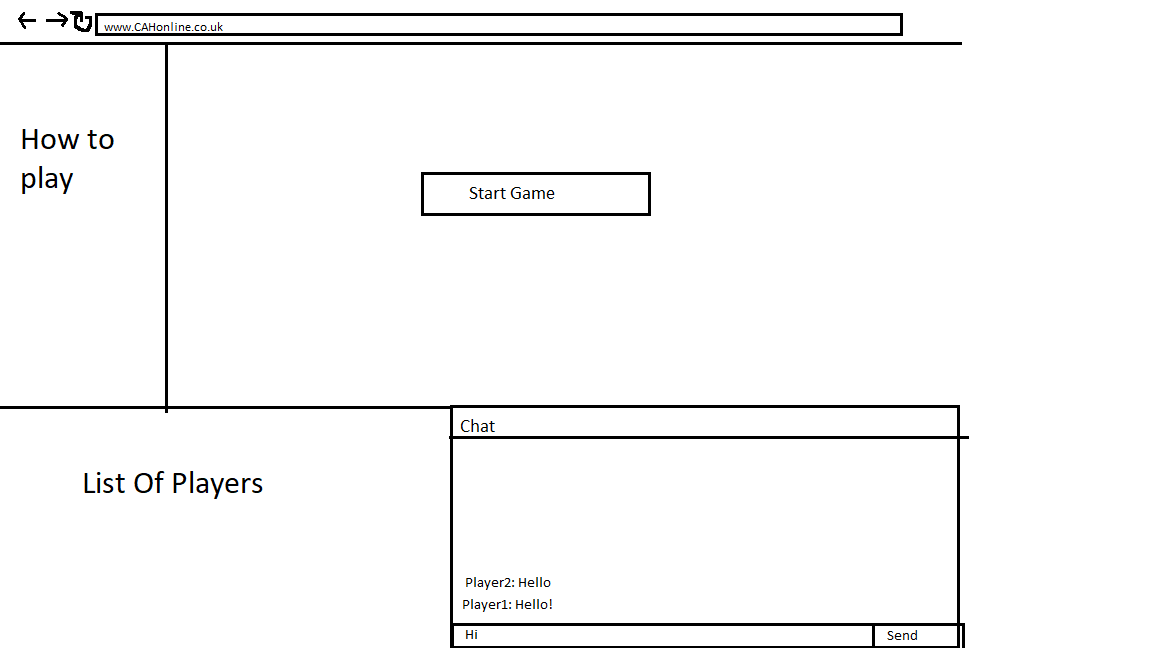 www.CAHonline.co.uk
How to
play
Start Game
List Of Players
Chat
Player2: Hello
Player1: Hello!
Hi
Send